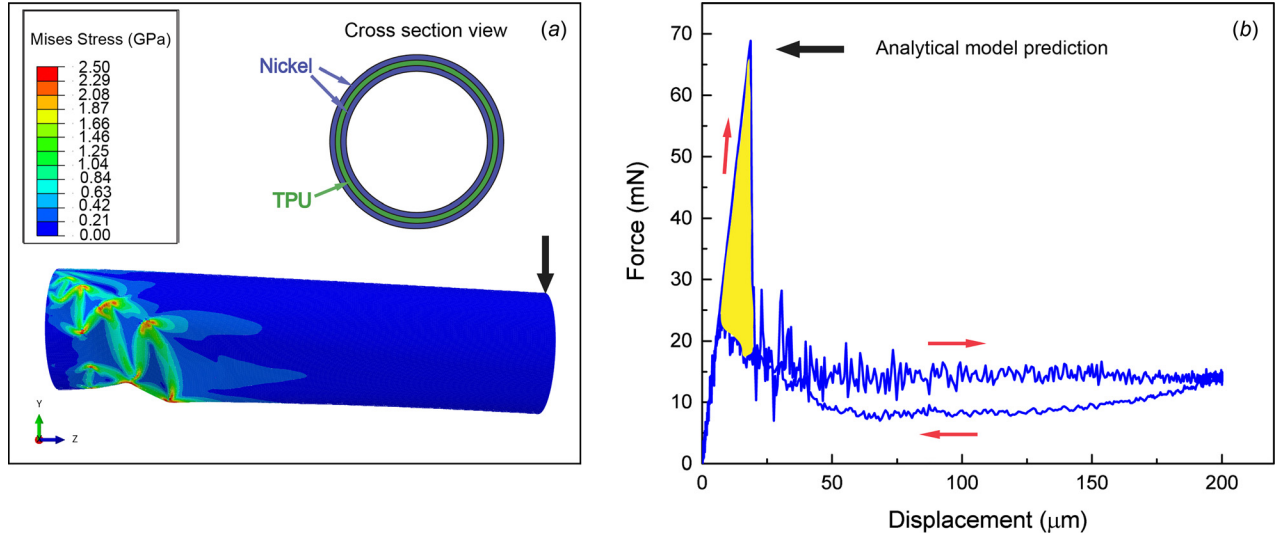 Mises Stress (GPa)
2.50
2.29
2.08
1.87
1.66
1.46
1.25
1.04
0.84
0.63
0.42
0.21
0.00
Cross section view
(a)
Nickel
TPU
Y
Z
(b)
Analytical model prediction
Force (mN)
70
60
50
40
30
20
10
0
0
50
100
150
200
Displacement (μm)